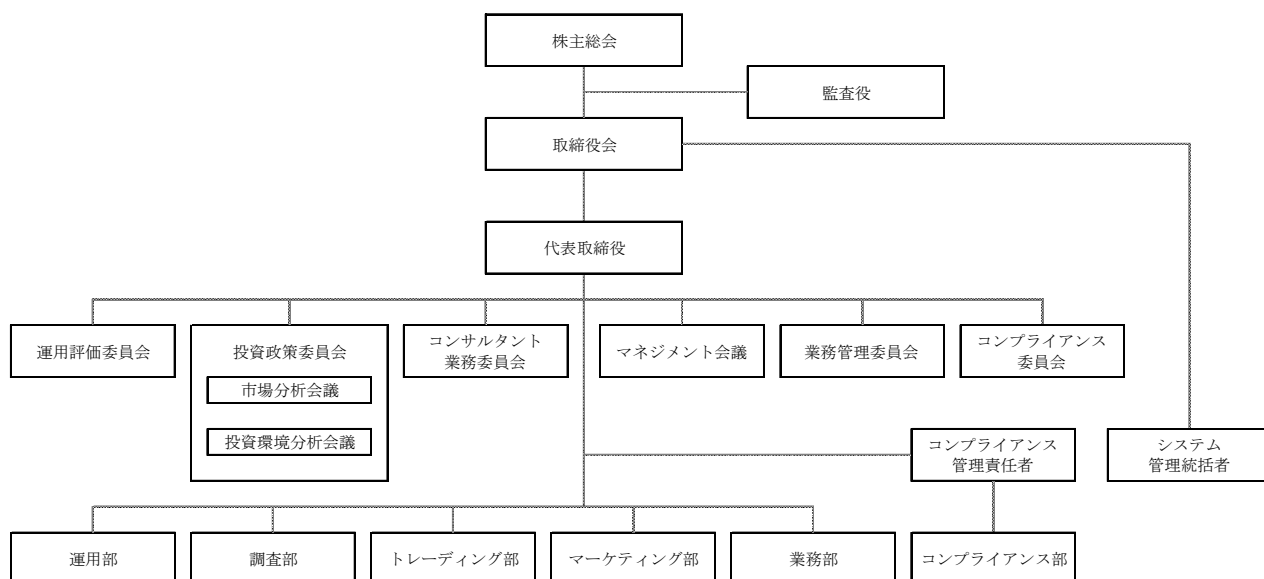 株主総会
監査役
取締役会
代表取締役
運用評価委員会
投資政策委員会
市場分析会議
投資環境分析会議
コンサルタント
業務委員会
マネジメント会議
業務管理委員会
コンプライアンス
委員会
コンプライアンス
管理責任者
システム
管理統括者
運用部
調査部
トレーディング部
マーケティング部
業務部
コンプライアンス部